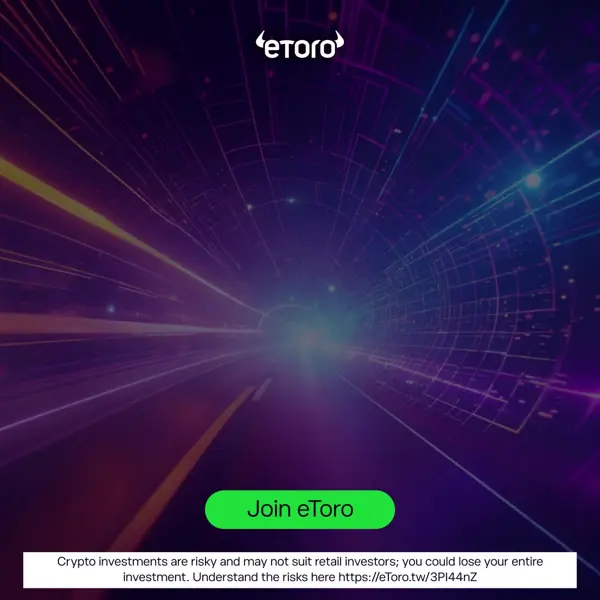 eTORO
Join eToro
Crypto investments are risky and may not suit retail investors; you could lose your entire
investment. Understand the risks here https://eToro.tw/3PI44nZ